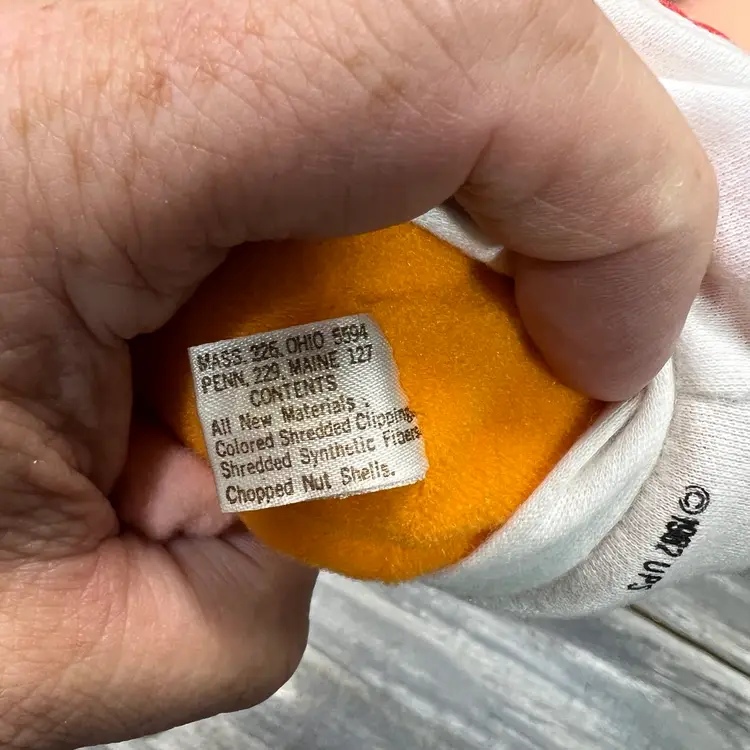 MASS. 226, OHIO 5594
PENN. 229, MAINE 127
CONTENTS
All New Materials.
Colored Shredded Clippings
Shredded Synthetic Fibers
Chopped Nut Shells.
© 1982 UPS